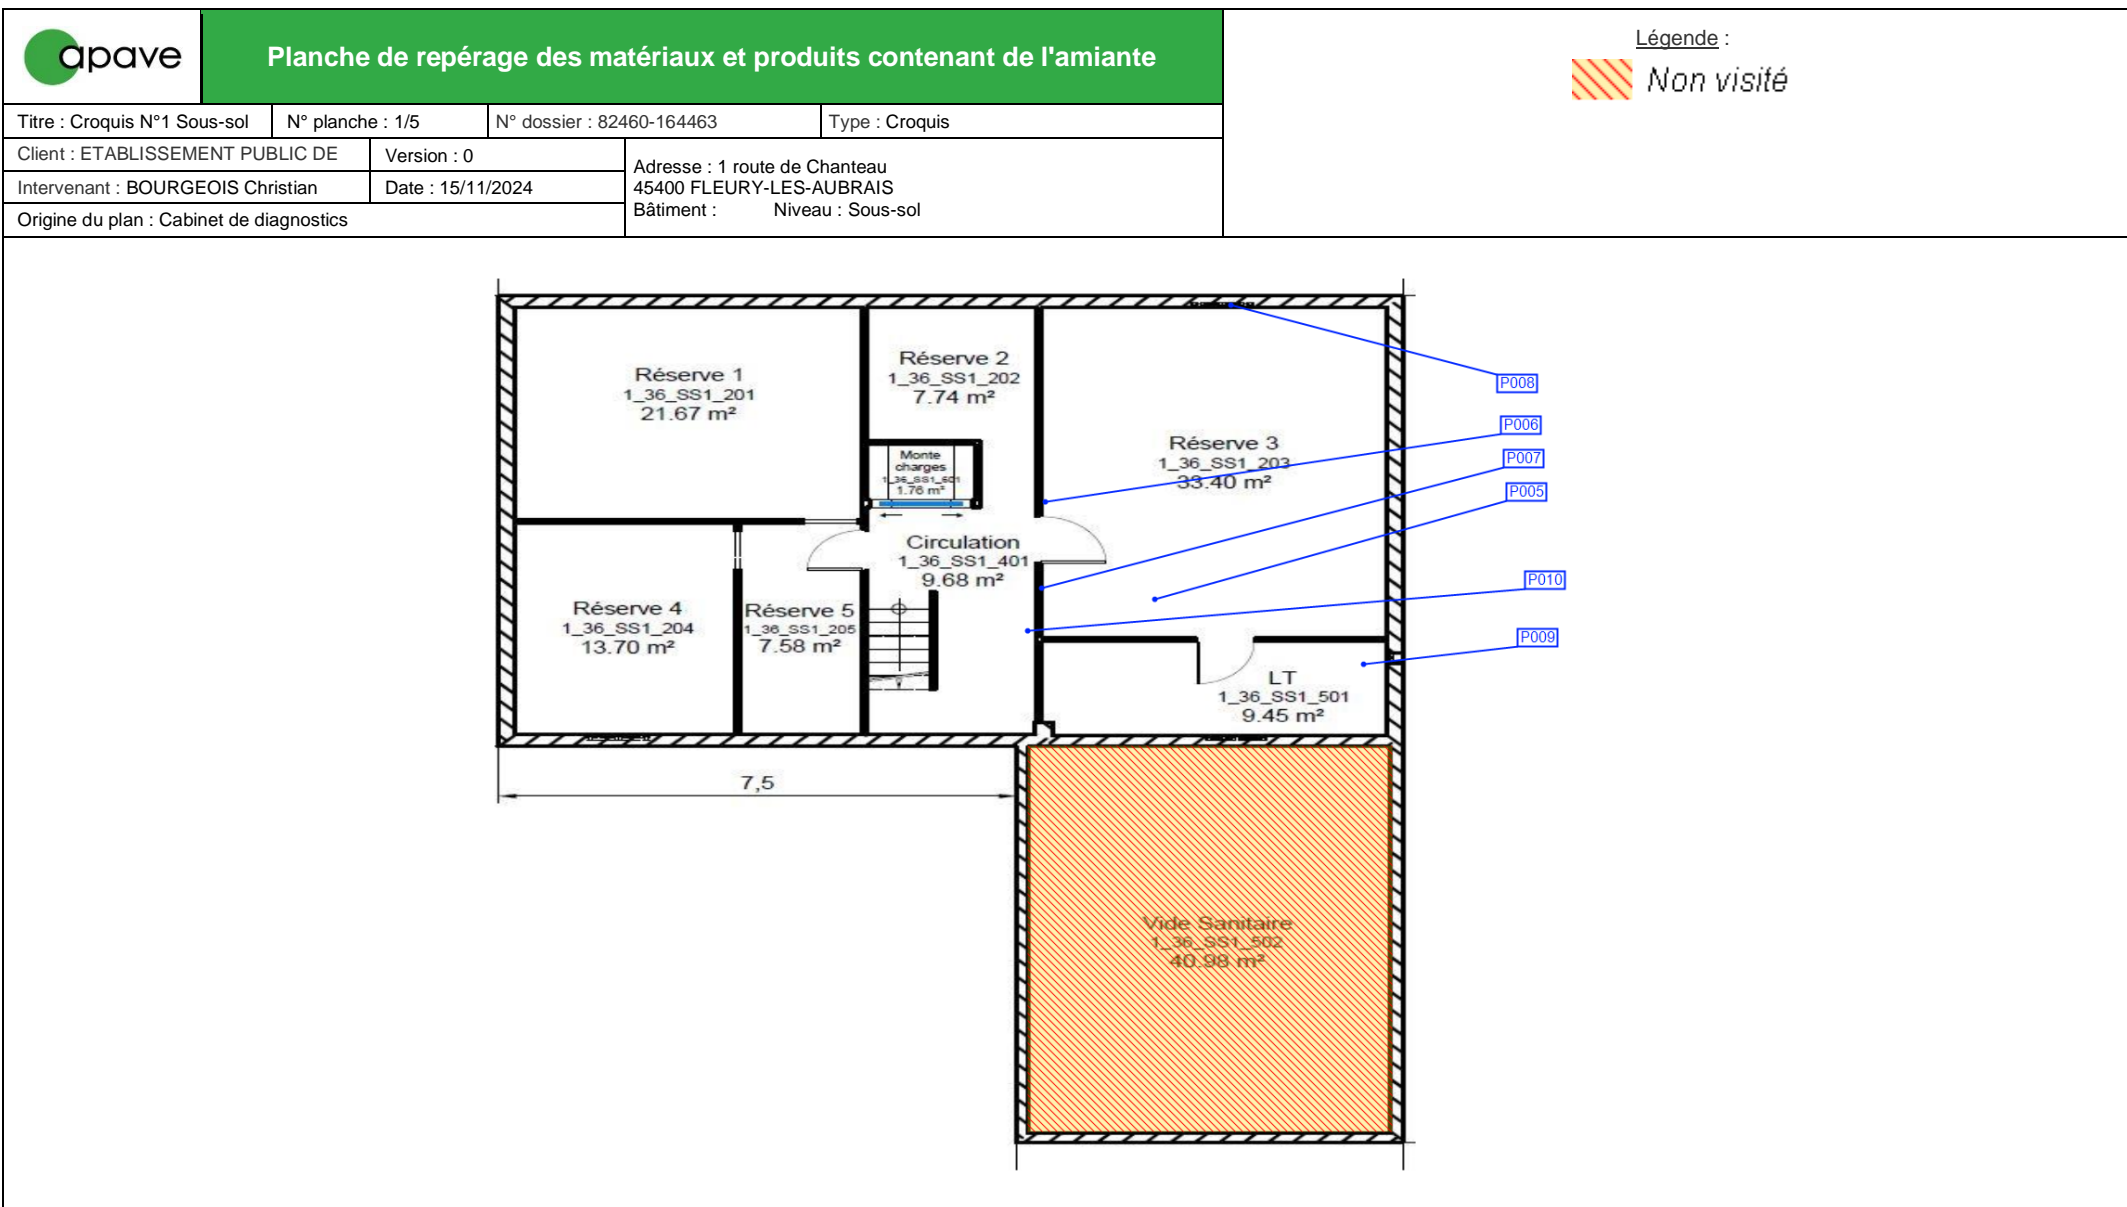 apave
Planche de repérage des matériaux et produits contenant de l'amiante
Légende :
Non visité
Titre : Croquis N°1 Sous-sol
N° planche : 1/5
N° dossier : 82460-164463
Type : Croquis
Client : ETABLISSEMENT PUBLIC DE
Version : 0
Adresse : 1 route de Chanteau
45400 FLEURY-LES-AUBRAIS
Bâtiment : Niveau : Sous-sol
Intervenant : BOURGEOIS Christian
Date : 15/11/2024
Origine du plan : Cabinet de diagnostics
Réserve 1
1_36_SS1_201
21.67 m²
Réserve 2
1_36_SS1_202
7.74 m²
P008
P006
Réserve 3
1_36_SS1_203
33.40 m²
P007
P005
Monte
charges
1_36_SS1_601
1.76 m²
Circulation
1_36_SS1_401
9.68 m²
P010
Réserve 4
1_36_SS1_204
13.70 m²
Réserve 5
1_36_SS1_205
7.58 m²
P009
LT
1_36_SS1_501
9.45 m²
7,5
Vide Sanitaire
1_36_SS1_502
40.98 m²